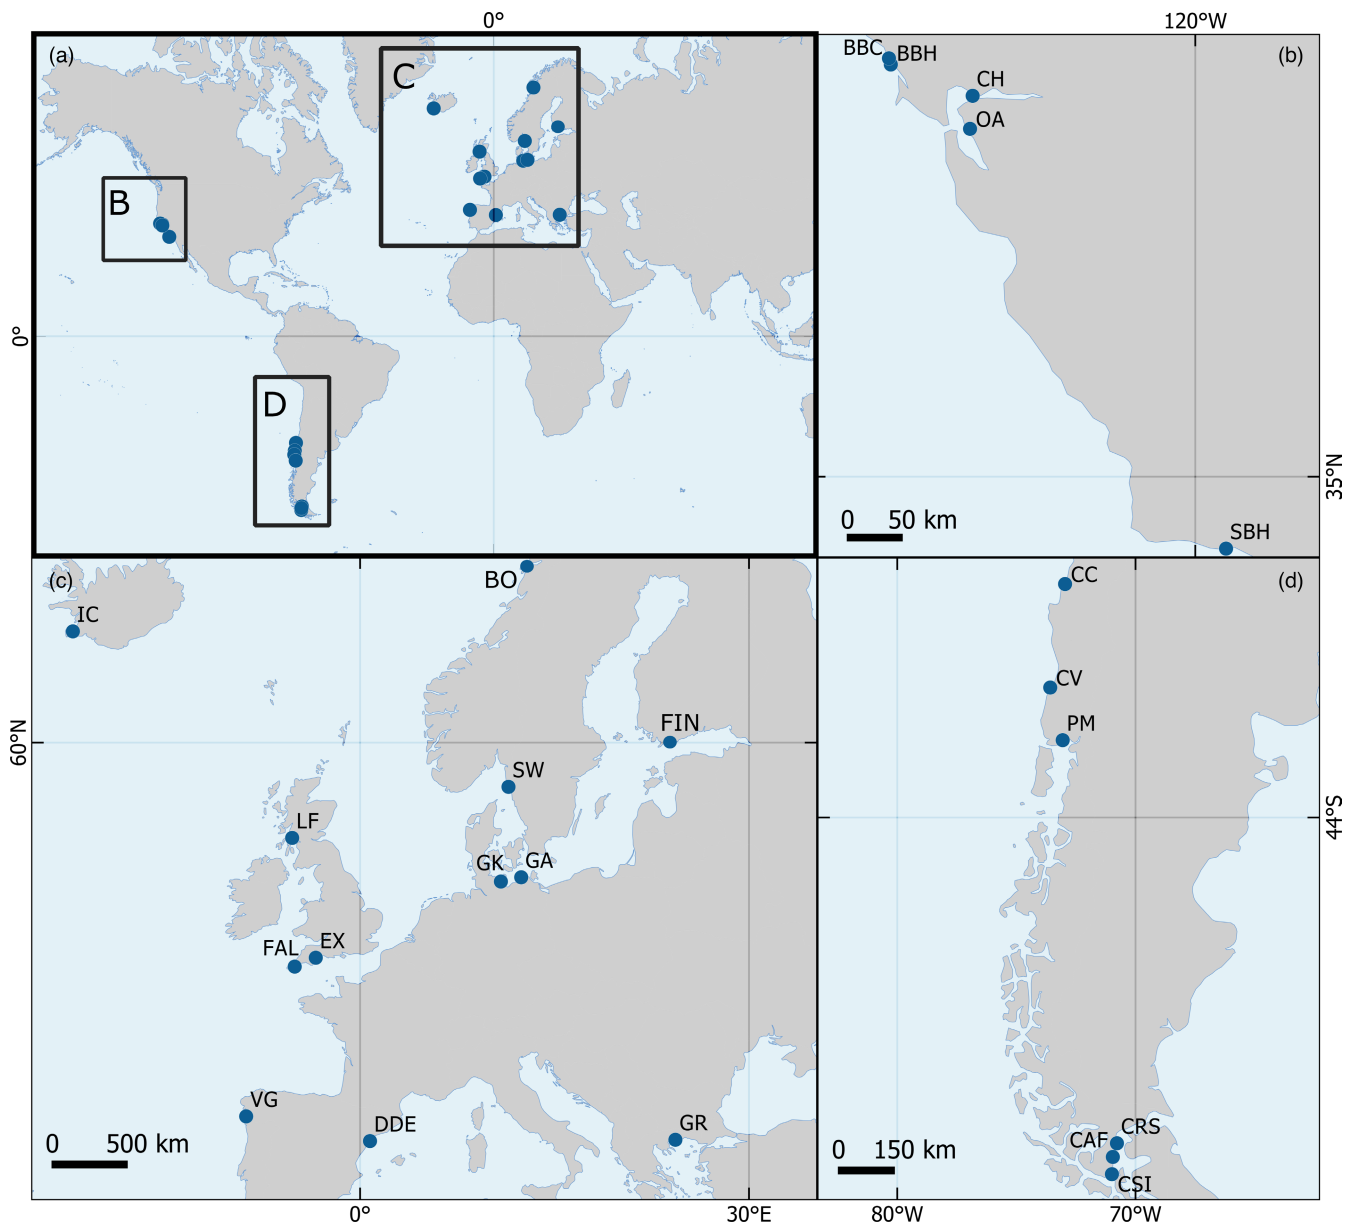 0°
120°W
(a)
C
B
D
0°
(b)
BBC
BBH
CH
OA
35°N
0 50 km
SBH
(c)
BO
IC
60°N
FIN
SW
LF
GK
GA
FAL
EX
VG
DDE
GR
0 500 km
0°
30°E
(d)
CC
CV
PM
44°S
CRS
CAF
CSI
0 150 km
80°W
70°W